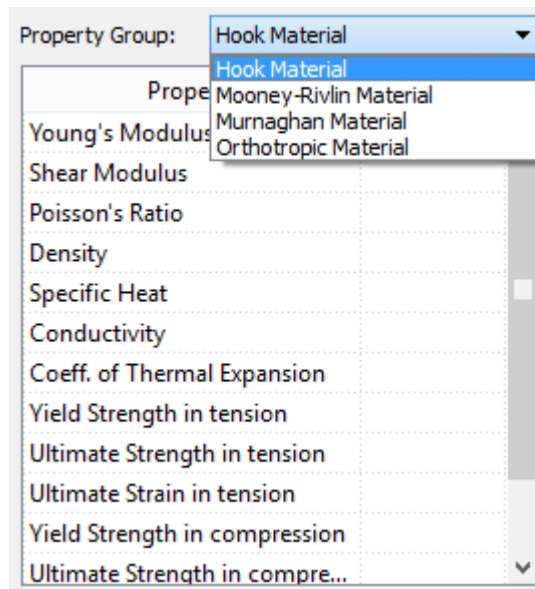 Property Group: Hook Material
Hook Material
Mooney-Rivlin Material
Murnaghan Material
Orthotropic Material
Prope
Young's Modulus
Shear Modulus
Poisson's Ratio
Density
Specific Heat
Conductivity
Coeff. of Thermal Expansion
Yield Strength in tension
Ultimate Strength in tension
Ultimate Strain in tension
Yield Strength in compression
Ultimate Strength in compre...